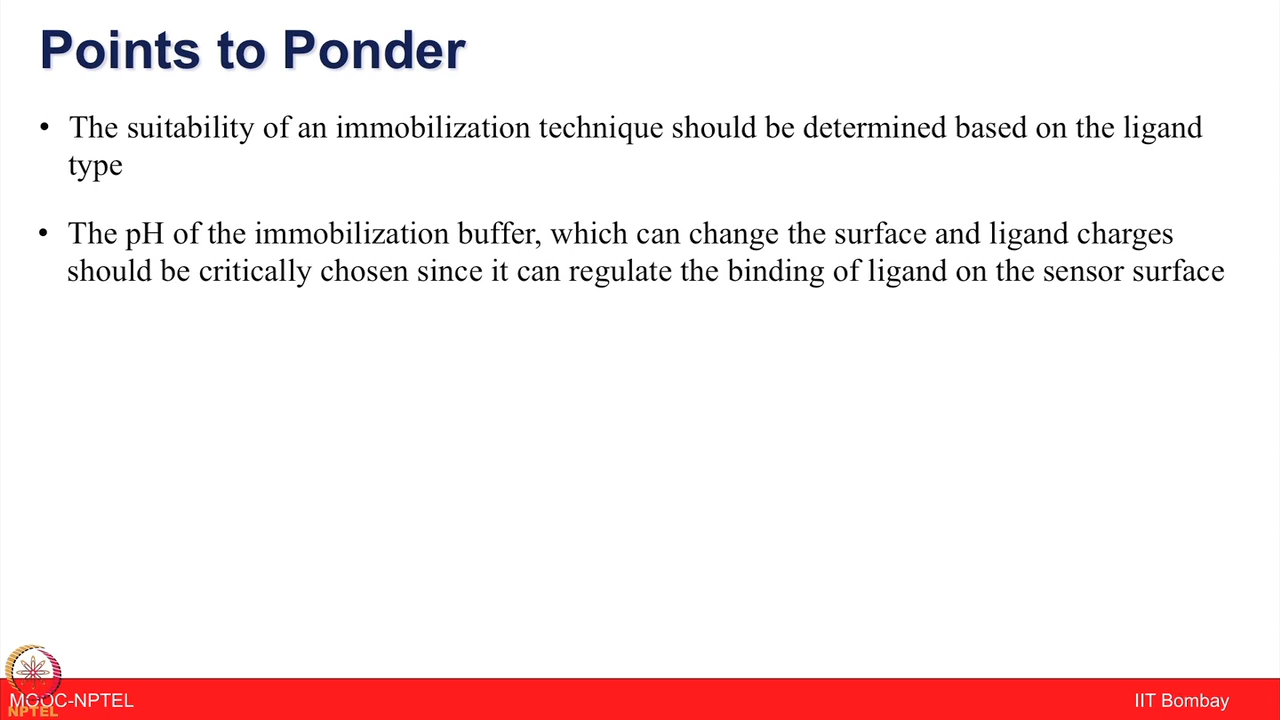 Points to Ponder
• The suitability of an immobilization technique should be determined based on the ligand
type
• The pH of the immobilization buffer, which can change the surface and ligand charges
should be critically chosen since it can regulate the binding of ligand on the sensor surface
MOOC-NPTEL
NPTEL
IIT Bombay